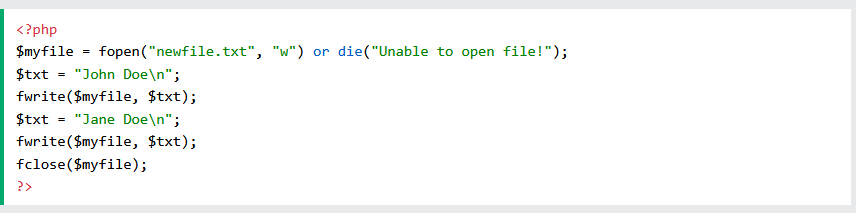 <?php
$myfile = fopen("newfile.txt", "w") or die("Unable to open file!");
$txt = "John Doe\n";
fwrite($myfile, $txt);
$txt = "Jane Doe\n";
fwrite($myfile, $txt);
fclose($myfile);
?>